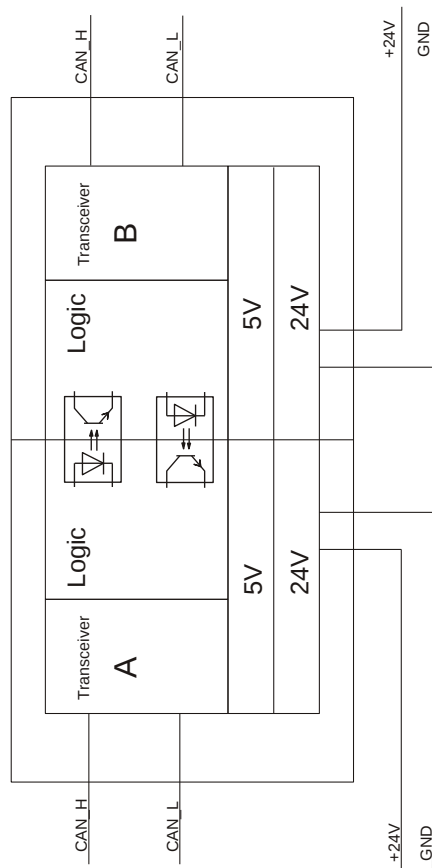 CAN_H
CAN_L
CAN_H
CAN_L
Transceiver
A
Logic
Logic
Transceiver
B
5V
5V
24V
24V
+24V
GND
+24V
GND